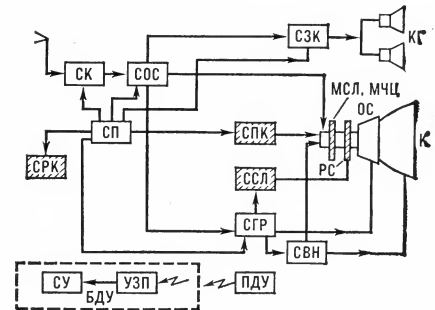 СЗК
КГ
СК
СОС
МСЛ, МЧЦ
ОС
К
СП
СПК
СРК
ССЛ
РС
СГР
СВН
СУ
УЗП
ПДУ
БДУ